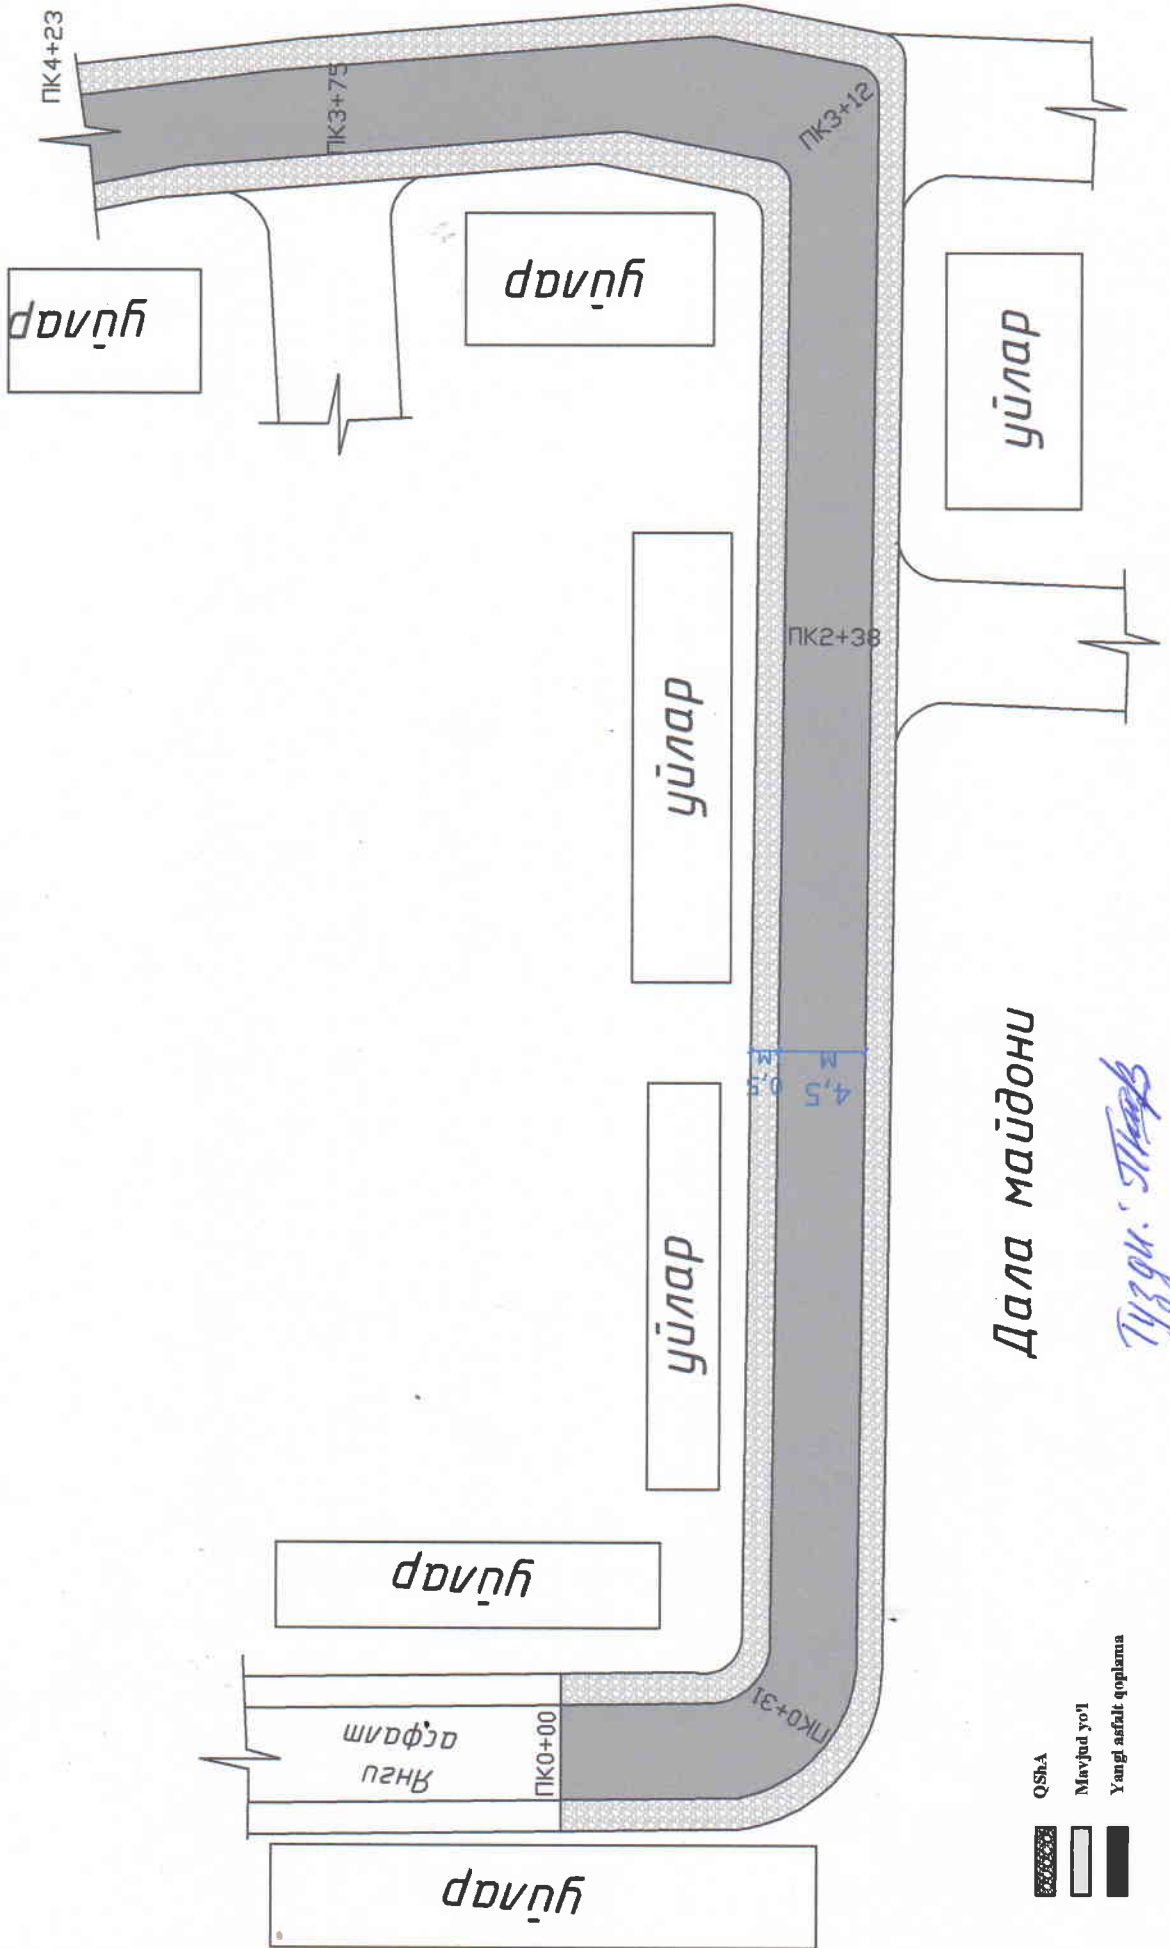 ПК4+23
ПК3+75
ПК3+12
уйлар
уйлар
уйлар
ПК2+38
уйлар
0,5 м
4,5 м
уйлар
уйлар
ПК0+31
ПК0+00
Янги
асфалт
уйлар
Дала майдони
Тузди:
QShA
Mavjud yo'l
Yangi asfalt qoplama